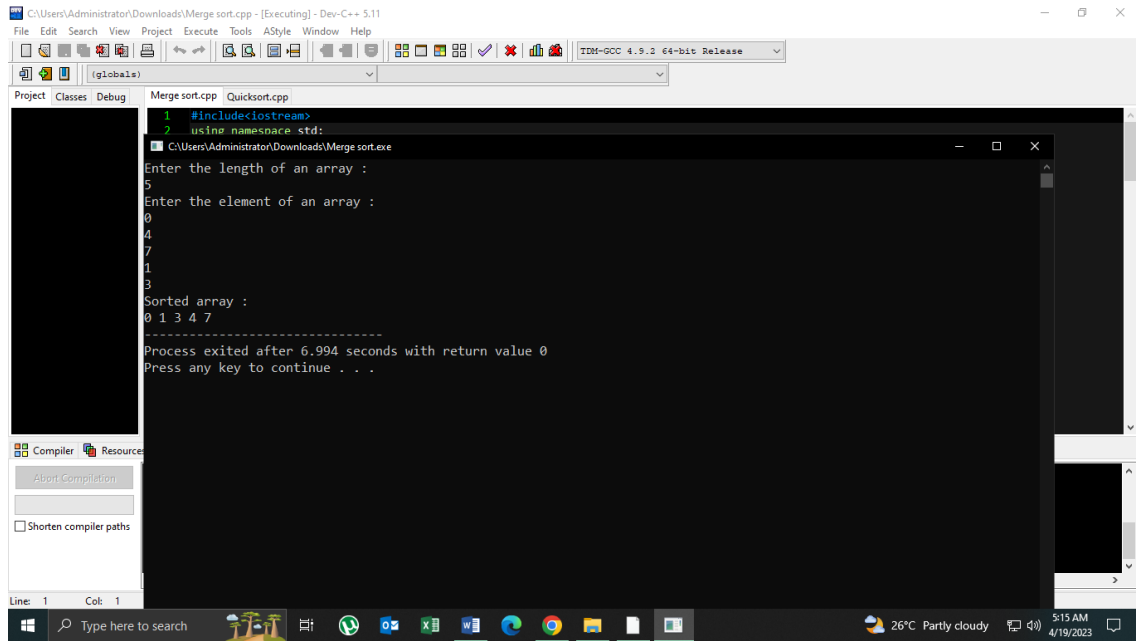 C:\Users\Administrator\Downloads\Merge sort.cpp - [Executing] - Dev-C++ 5.11
File Edit Search View Project Execute Tools AStyle Window Help
TDM-GCC 4.9.2 64-bit Release
(globals)
Project Classes Debug Merge sort.cpp Quicksort.cpp
1 #include<iostream>
2 using namespace std;
C:\Users\Administrator\Downloads\Merge sort.exe
Enter the length of an array :
5
Enter the element of an array :
0
4
7
1
3
Sorted array :
0 1 3 4 7
--------------------------------
Process exited after 6.994 seconds with return value 0
Press any key to continue . . .
Compiler Resources
Abort Compilation
Shorten compiler paths
Line: 1 Col: 1
Type here to search
26°C Partly cloudy
5:15 AM
4/19/2023